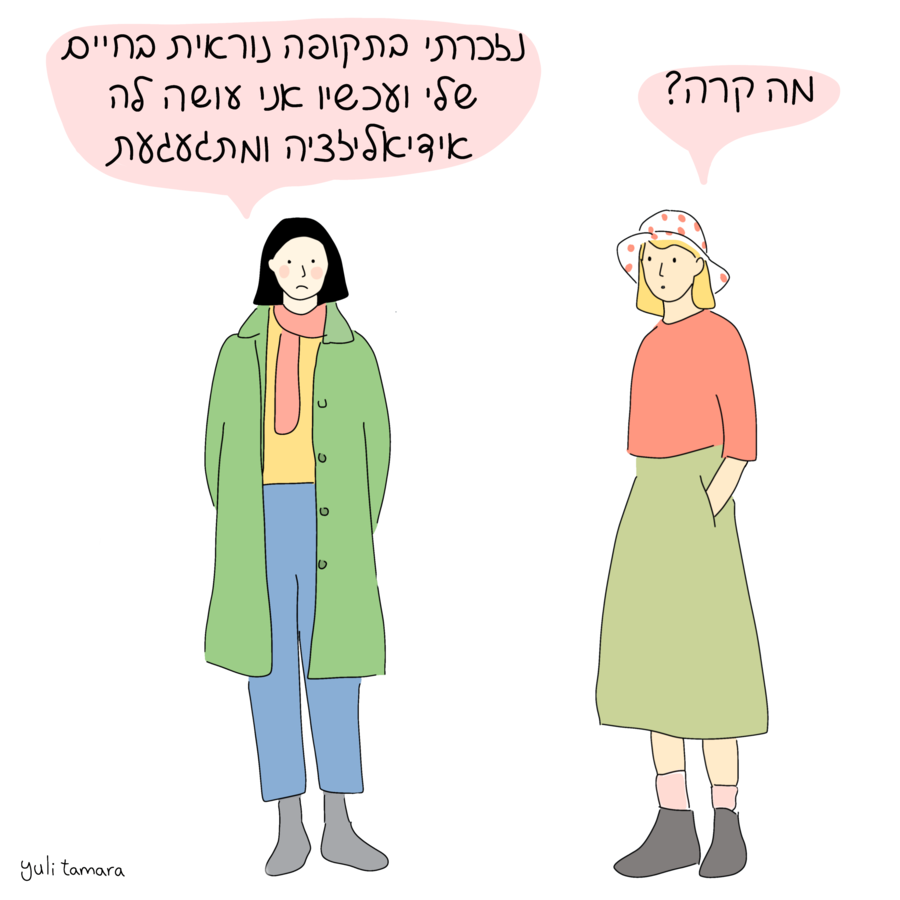 מה קרה?
נזכרתי בתקופה נוראית בחיים
שלי ועכשיו אני עושה לה
אידיאליזציה ומתגעגעת
yuli tamara